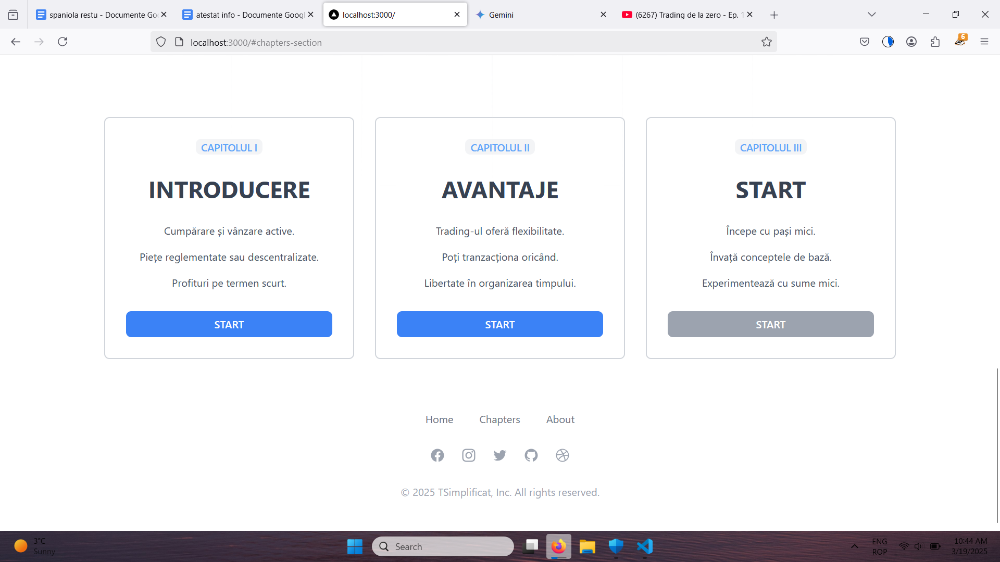 spaniola restu - Documente Go
atestat info - Documente Googl
localhost:3000/
Gemini
(6267) Trading de la zero - Ep. 1
localhost:3000/#chapters-section
6
CAPITOLUL I
INTRODUCERE
Cumpărare și vânzare active.
Piețe reglementate sau descentralizate.
Profituri pe termen scurt.
START
CAPITOLUL II
AVANTAJE
Trading-ul oferă flexibilitate.
Poți tranzacționa oricând.
Libertate în organizarea timpului.
START
CAPITOLUL III
START
Începe cu pași mici.
Învață conceptele de bază.
Experimentează cu sume mici.
START
Home
Chapters
About
© 2025 TSimplificat, Inc. All rights reserved.
3°C
Sunny
Search
ENG
ROP
10:44 AM
3/19/2025